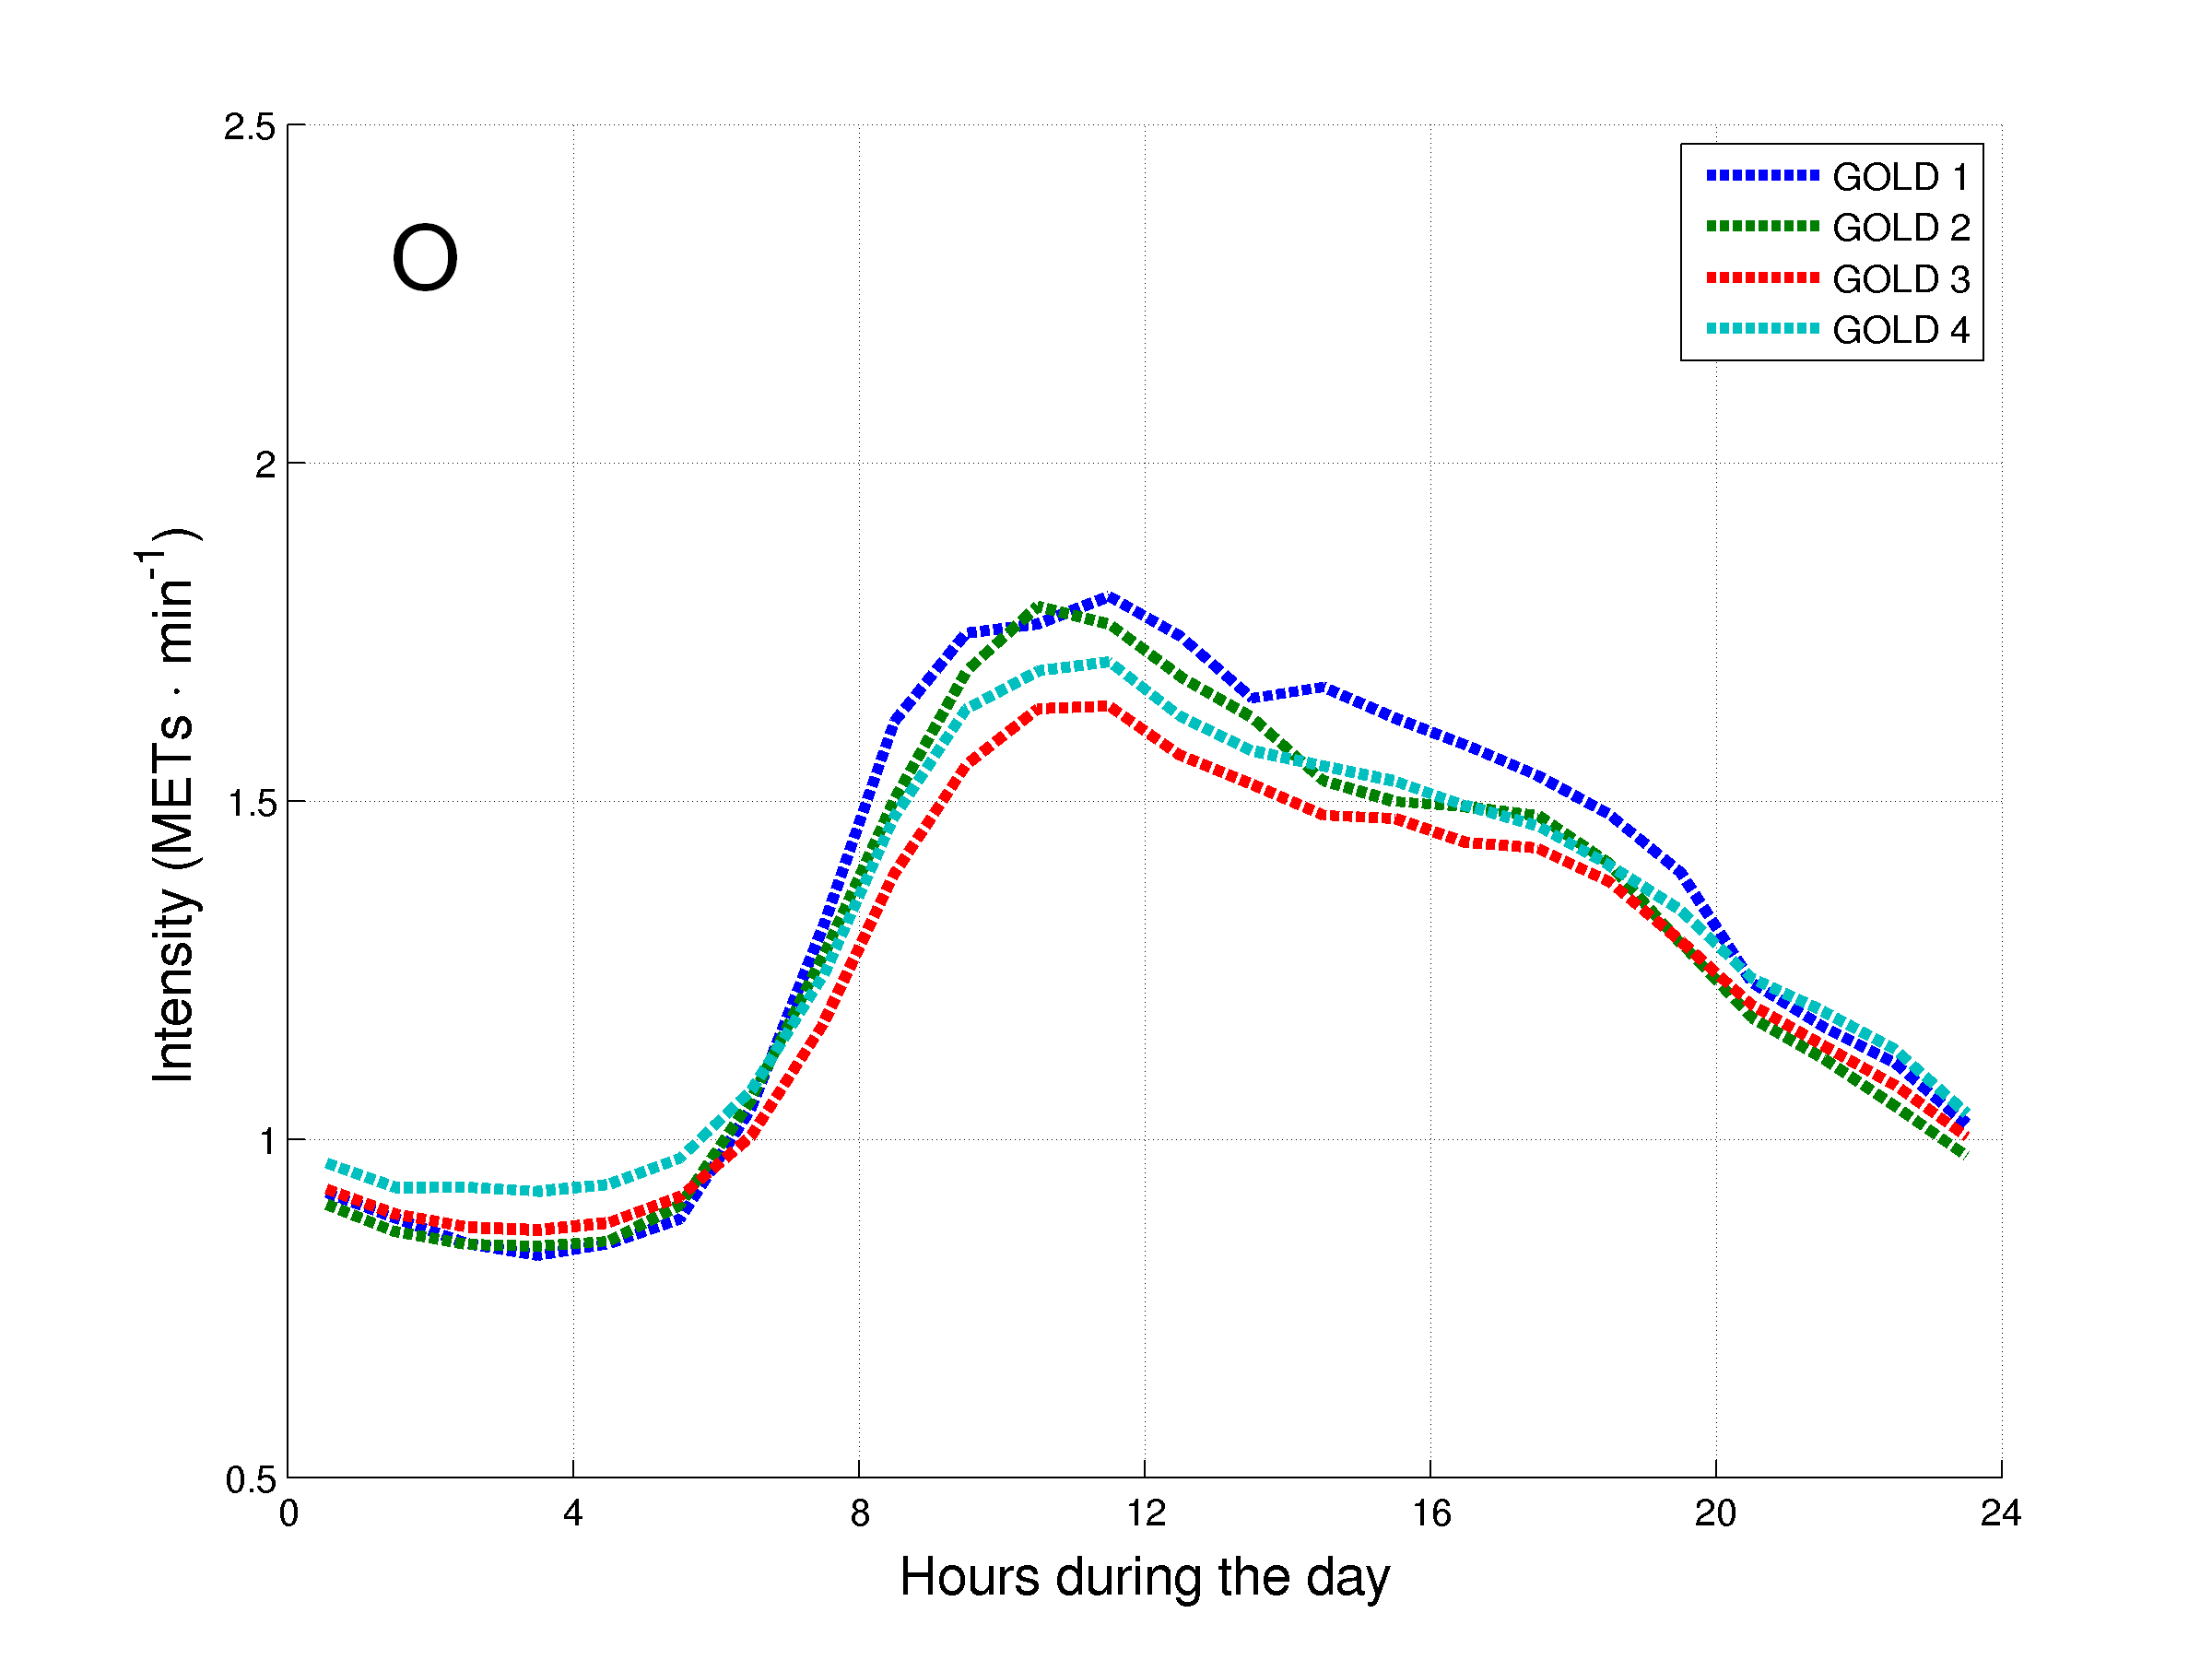 2.5
2
1.5
1
0.5
0 4 8 12 16 20 24
Hours during the day
Intensity (METs · min⁻¹)
O
GOLD 1
GOLD 2
GOLD 3
GOLD 4